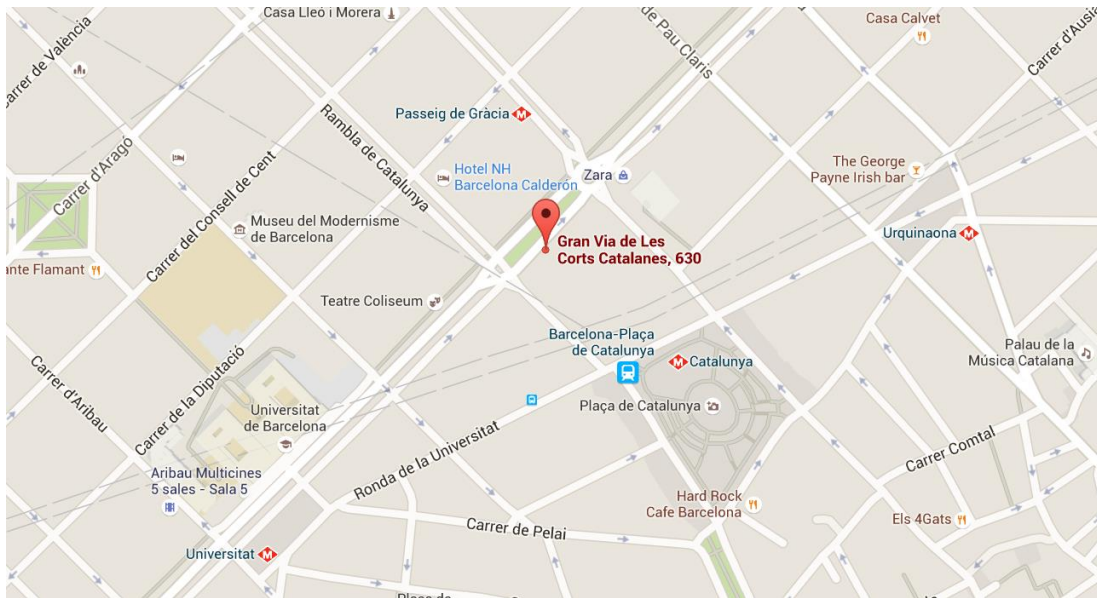 Casa Lleó i Morera
de Pau Claris
Casa Calvet
Carrer d'Ausia
Carrer de València
Rambla de Catalunya
Passeig de Gràcia
Carrer d'Aragó
Carrer del Consell de Cent
Hotel NH
Barcelona Calderón
Zara
The George
Payne Irish bar
Museu del Modernisme
de Barcelona
Gran Via de Les
Corts Catalanes, 630
Urquinaona
ante Flamant
Teatre Coliseum
Barcelona-Plaça
de Catalunya
Catalunya
Palau de la
Música Catalana
Carrer d'Aribau
Carrer de la Diputació
Plaça de Catalunya
Universitat
de Barcelona
Ronda de la Universitat
Carrer Comtal
Aribau Multicines
5 sales - Sala 5
Hard Rock
Cafe Barcelona
Els 4Gats
Carrer de Pelai
Universitat